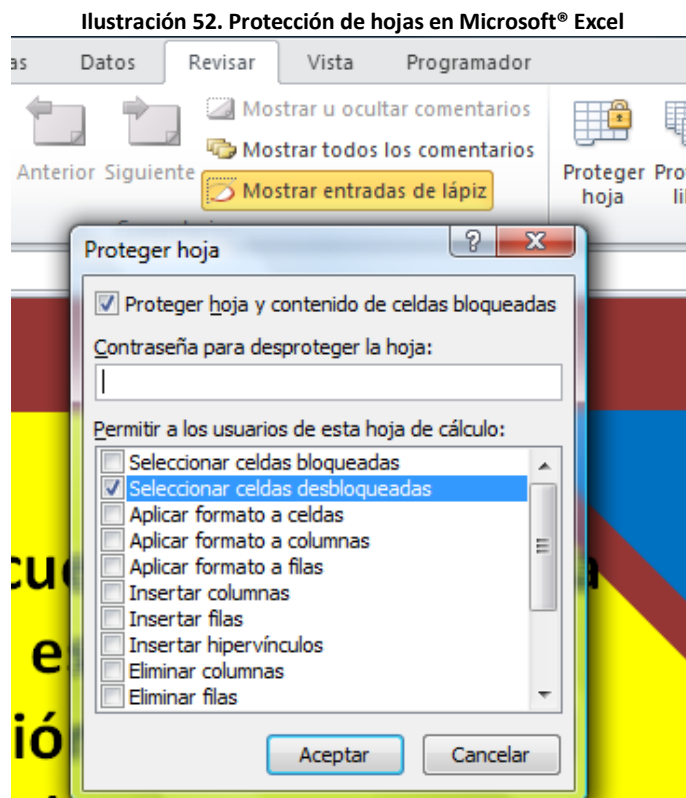 Ilustración 52. Protección de hojas en Microsoft® Excel
as Datos Revisar Vista Programador
Mostrar u ocultar comentarios
Mostrar todos los comentarios
Anterior Siguiente
Mostrar entradas de lápiz
Proteger hoja
Proteger hoja
Proteger hoja y contenido de celdas bloqueadas
Contraseña para desproteger la hoja:
Permitir a los usuarios de esta hoja de cálculo:
Seleccionar celdas bloqueadas
Seleccionar celdas desbloqueadas
Aplicar formato a celdas
Aplicar formato a columnas
Aplicar formato a filas
Insertar columnas
Insertar filas
Insertar hipervínculos
Eliminar columnas
Eliminar filas
Aceptar Cancelar